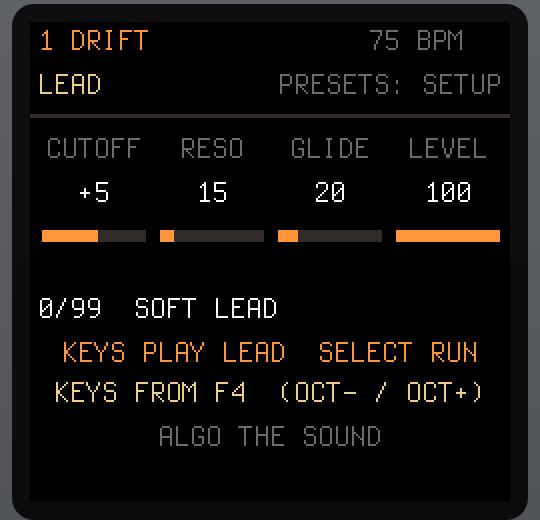 1 DRIFT 75 BPM
LEAD PRESETS: SETUP
CUTOFF RESO GLIDE LEVEL
+5 15 20 100
0/99 SOFT LEAD
KEYS PLAY LEAD SELECT RUN
KEYS FROM F4 (OCT- / OCT+)
ALGO THE SOUND